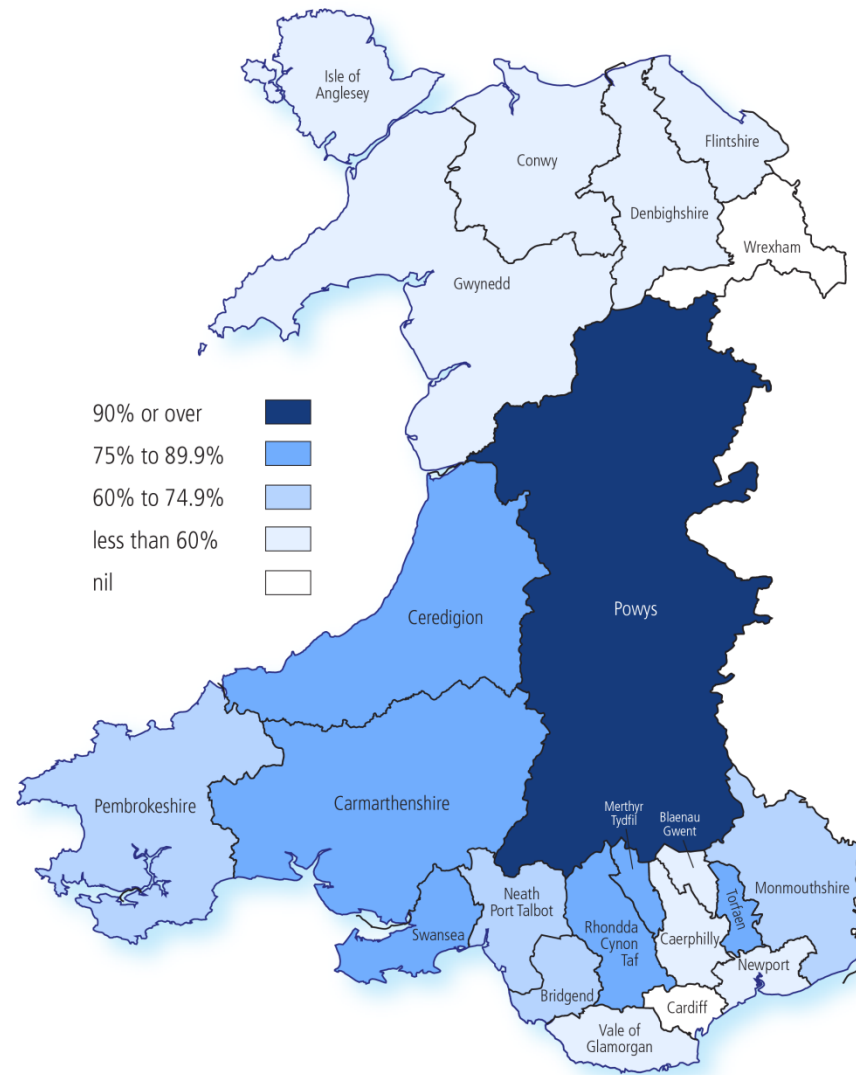 Isle of
Anglesey
Flintshire
Conwy
Denbighshire
Wrexham
Gwynedd
90% or over
75% to 89.9%
60% to 74.9%
less than 60%
nil
Ceredigion
Powys
Pembrokeshire
Carmarthenshire
Merthyr
Tydfil
Blaenau
Gwent
Neath
Port Talbot
Monmouthshire
Torfaen
Swansea
Rhondda
Cynon
Taf
Caerphilly
Newport
Bridgend
Cardiff
Vale of
Glamorgan